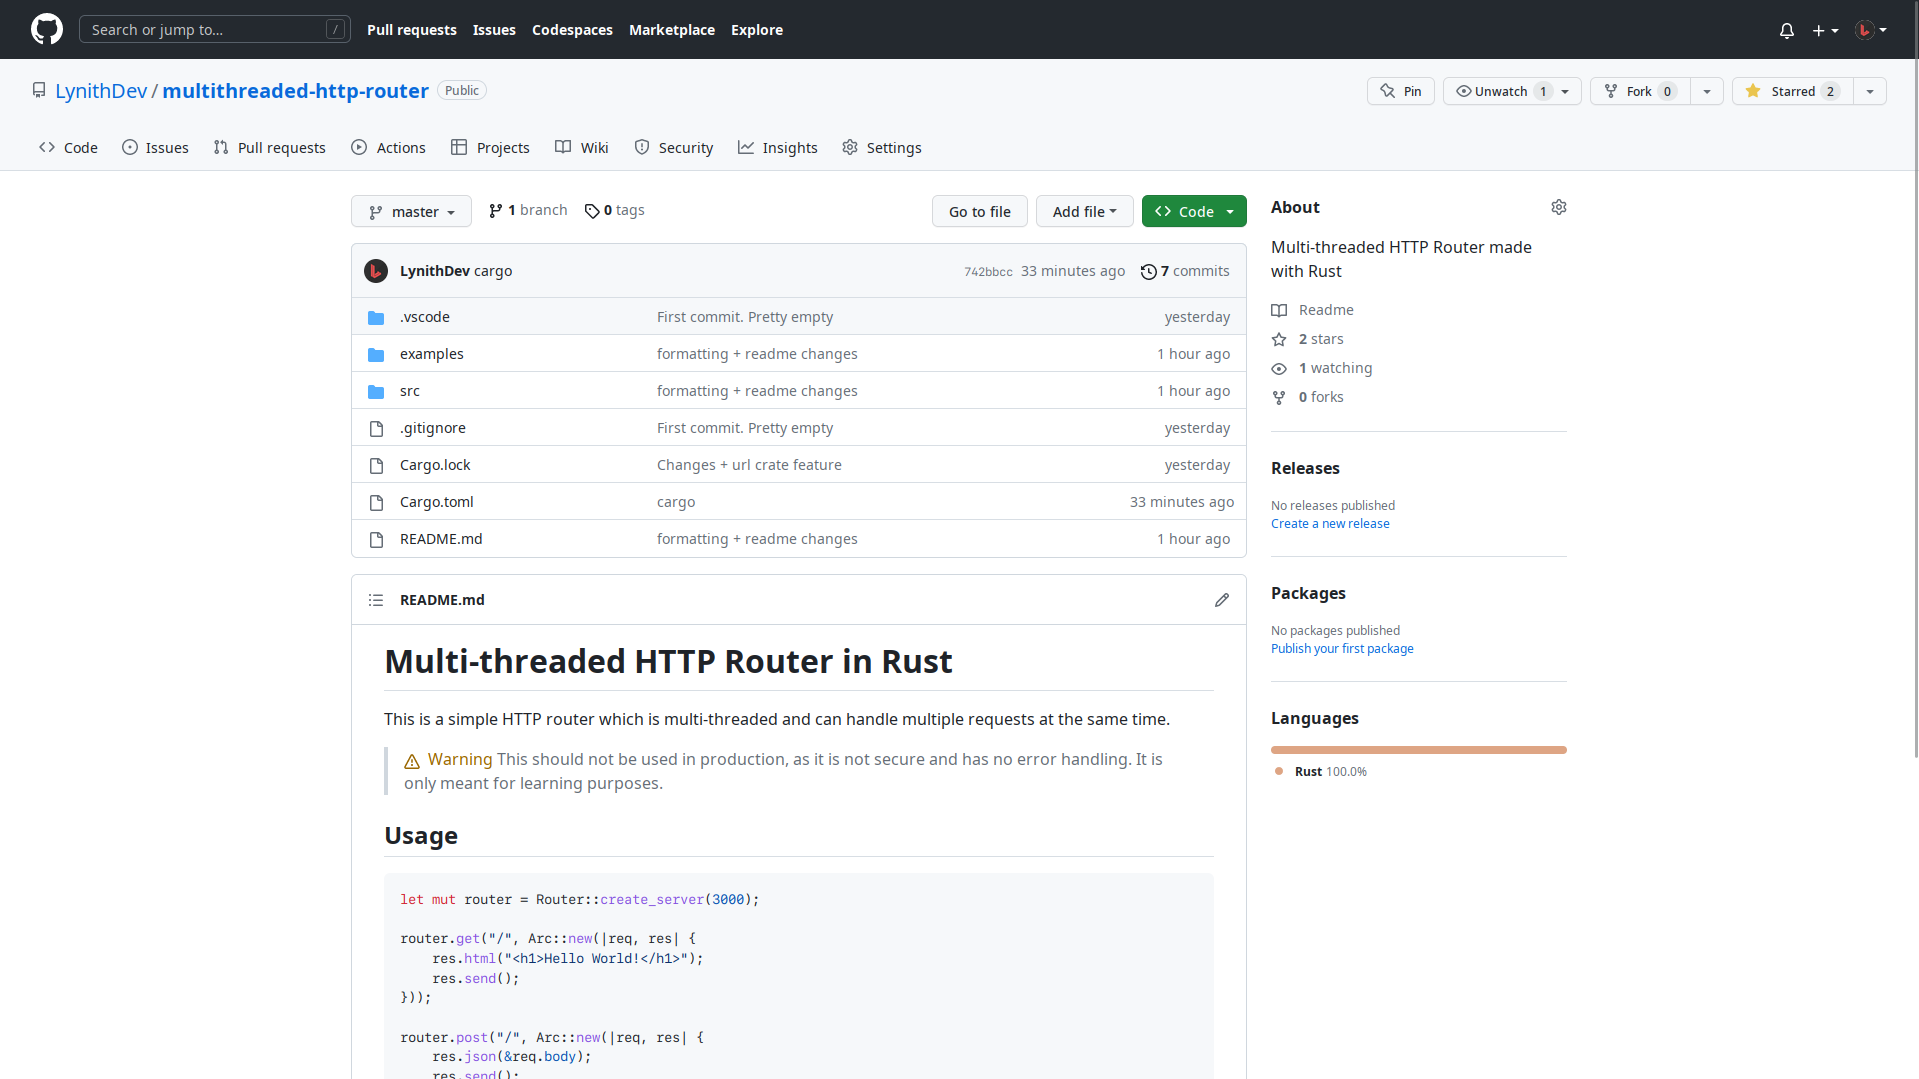 Search or jump to... /
Pull requests Issues Codespaces Marketplace Explore
LynithDev / multithreaded-http-router Public
Pin Unwatch 1 Fork 0 Starred 2
Code Issues Pull requests Actions Projects Wiki Security Insights Settings
master 1 branch 0 tags Go to file Add file Code
LynithDev cargo 742bbcc 33 minutes ago 7 commits
.vscode First commit. Pretty empty yesterday
examples formatting + readme changes 1 hour ago
src formatting + readme changes 1 hour ago
.gitignore First commit. Pretty empty yesterday
Cargo.lock Changes + url crate feature yesterday
Cargo.toml cargo 33 minutes ago
README.md formatting + readme changes 1 hour ago
README.md
Multi-threaded HTTP Router in Rust
This is a simple HTTP router which is multi-threaded and can handle multiple requests at the same time.
Warning This should not be used in production, as it is not secure and has no error handling. It is
only meant for learning purposes.
Usage
let mut router = Router::create_server(3000);
router.get("/", Arc::new(|req, res| {
    res.html("<h1>Hello World!</h1>");
    res.send();
}));
router.post("/", Arc::new(|req, res| {
    res.json(&req.body);
    res.send();
About
Multi-threaded HTTP Router made
with Rust
Readme
2 stars
1 watching
0 forks
Releases
No releases published
Create a new release
Packages
No packages published
Publish your first package
Languages
Rust 100.0%